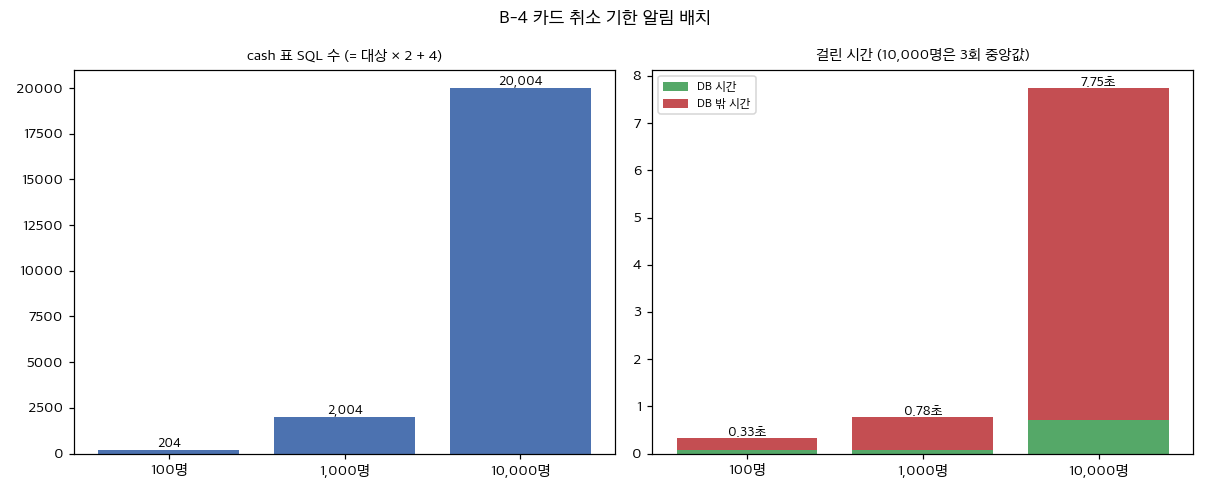 B-4 카드 취소 기한 알림 배치
cash 표 SQL 수 (= 대상 × 2 + 4)
20000
17500
15000
12500
10000
7500
5000
2500
0
204
2,004
20,004
100명
1,000명
10,000명
걸린 시간 (10,000명은 3회 중앙값)
DB 시간
DB 밖 시간
8
7
6
5
4
3
2
1
0
0.33초
0.78초
7.75초
100명
1,000명
10,000명